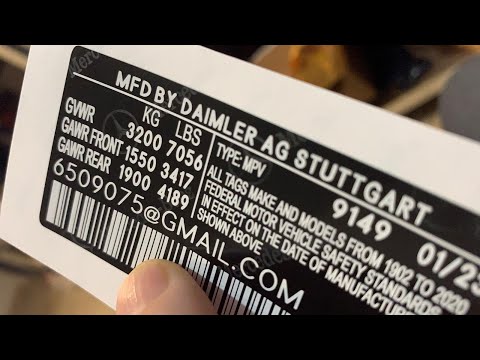 MFD BY DAIMLER AG STUTTGART
KG LBS
GVWR 3200 7056
GAWR FRONT 1550 3417
GAWR REAR 1900 4189
TYPE: MPV
9149 01/23
ALL TAGS MAKE AND MODELS FROM 1902 TO 2020
FEDERAL MOTOR VEHICLE SAFETY STANDARDS
IN EFFECT ON THE DATE OF MANUFACTUR
SHOWN ABOVE
6509075@GMAIL.COM